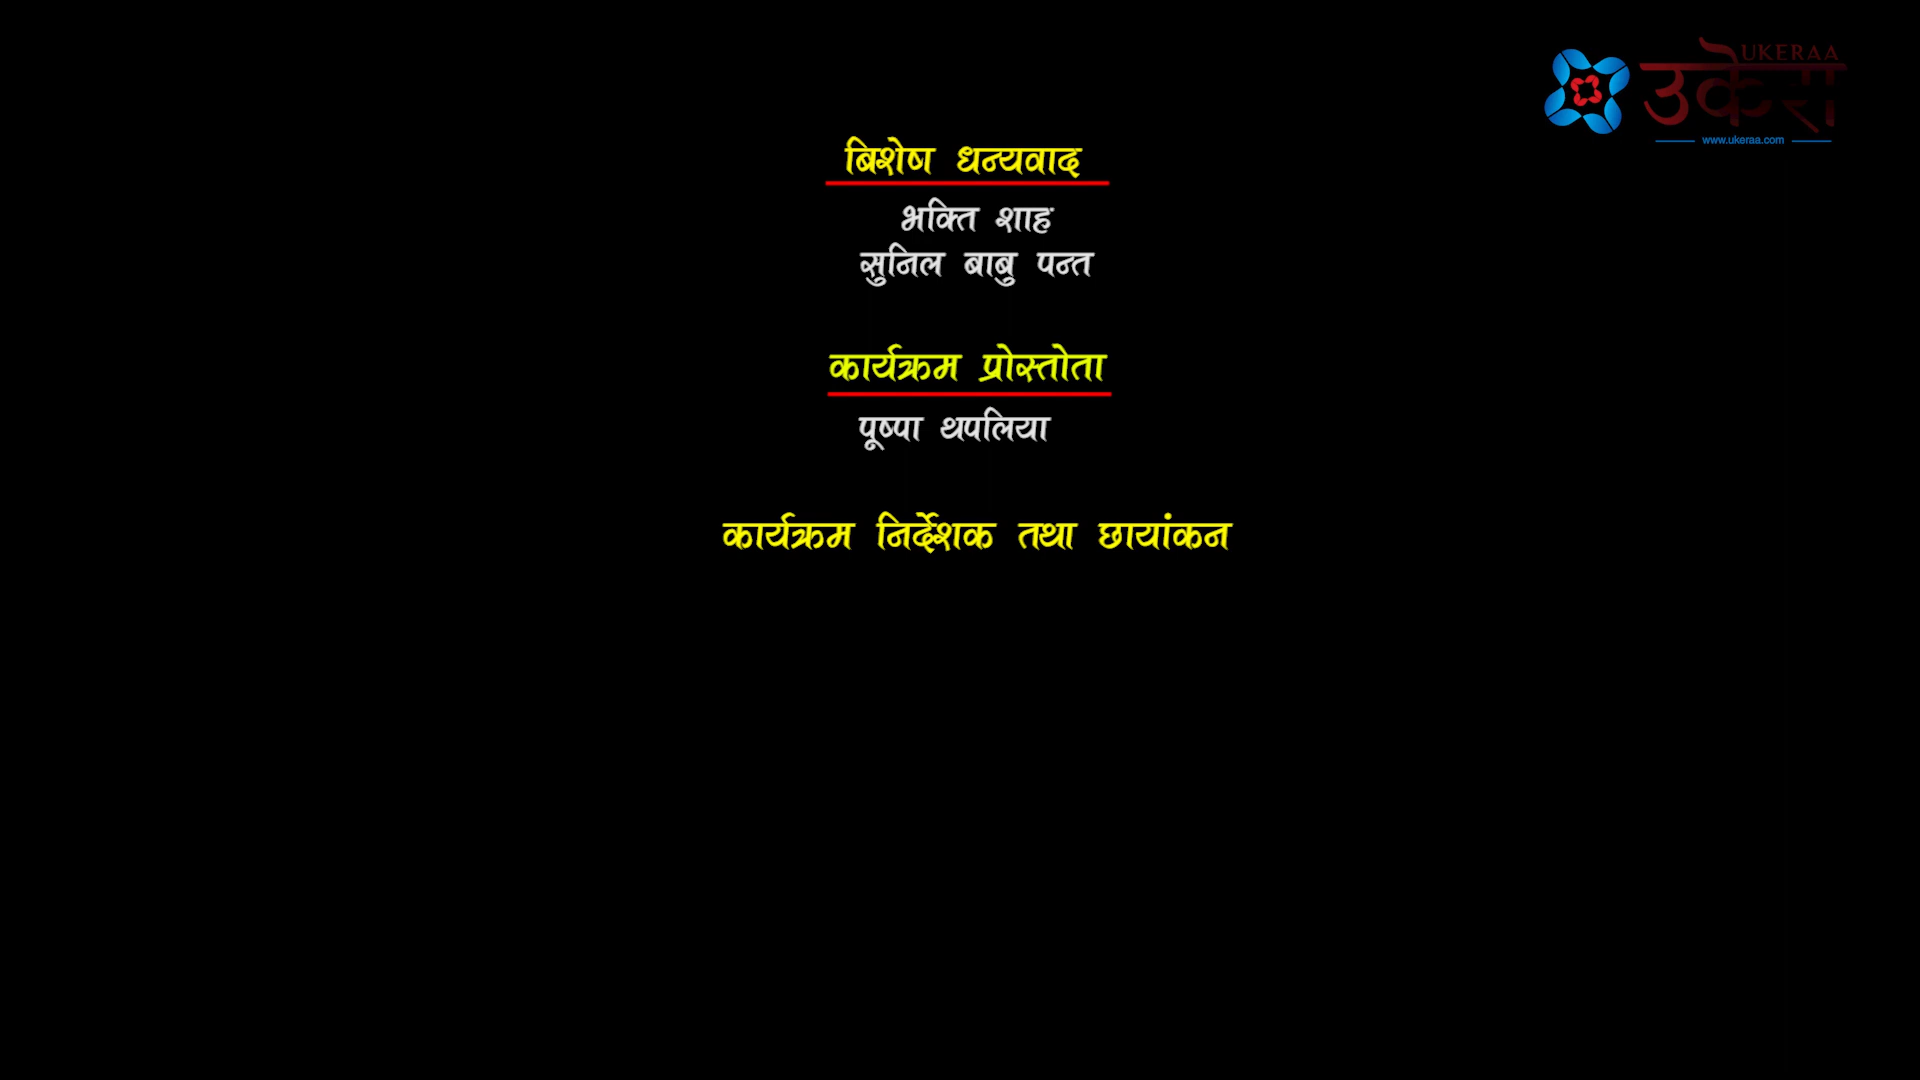 UKERAA
उकेरा
www.ukeraa.com
बिशेष धन्यवाद
भक्ति शाह
सुनिल बाबु पन्त
कार्यक्रम प्रोस्तोता
पूष्पा थपलिया
कार्यक्रम निर्देशक तथा छायांकन